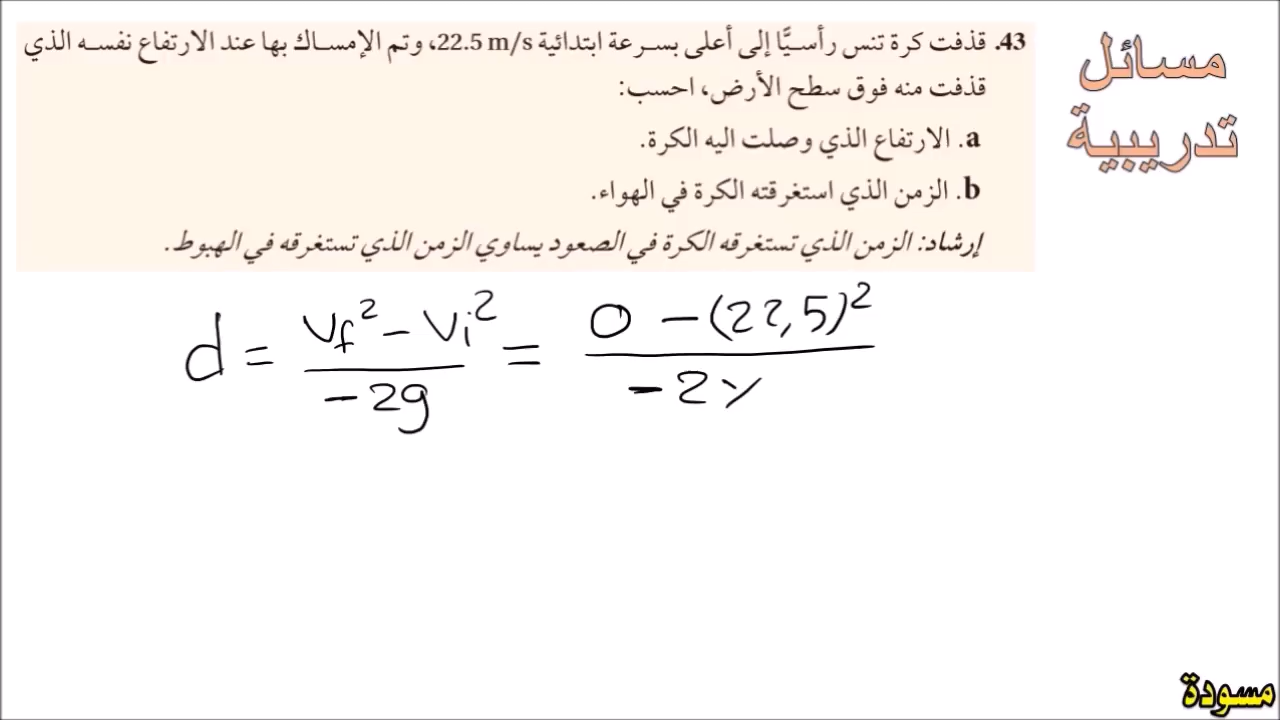 43. قذفت كرة تنس رأسيًّا إلى أعلى بسرعة ابتدائية 22.5 m/s، وتم الإمساك بها عند الارتفاع نفسه الذي
قذفت منه فوق سطح الأرض، احسب:
a. الارتفاع الذي وصلت اليه الكرة.
b. الزمن الذي استغرقته الكرة في الهواء.
إرشاد: الزمن الذي تستغرقه الكرة في الصعود يساوي الزمن الذي تستغرقه في الهبوط.
مسائل
تدريبية
d = (vf² − vi²) / −2g = (0 − (22,5)²) / −2×
مسودة